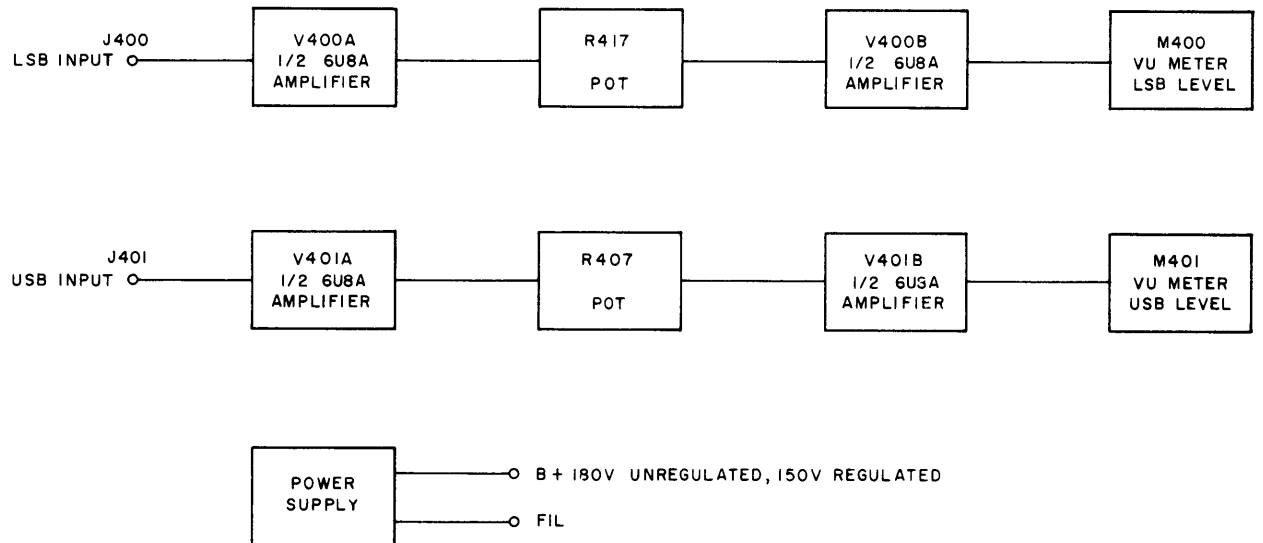 J400
LSB INPUT
V400A
1/2 6U8A
AMPLIFIER
R417
POT
V400B
1/2 6U8A
AMPLIFIER
M400
VU METER
LSB LEVEL
J401
USB INPUT
V401A
1/2 6U8A
AMPLIFIER
R407
POT
V401B
1/2 6U8A
AMPLIFIER
M401
VU METER
USB LEVEL
POWER
SUPPLY
B+ 180V UNREGULATED, 150V REGULATED
FIL